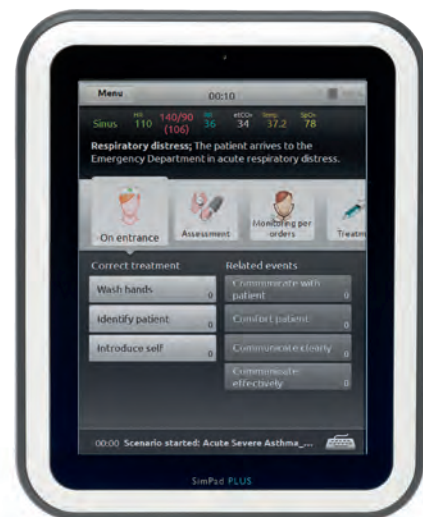 Menu
00:10
Sinus
HR
110
140/90
(106)
RR
36
etCO₂
34
Temp
37.2
SpO₂
78
Respiratory distress; The patient arrives to the
Emergency Department in acute respiratory distress.
On entrance
Assessment
Monitoring per
orders
Treatm
Correct treatment
Related events
Wash hands
0
Communicate with
patient
0
Identify patient
0
Comfort patient
0
Introduce self
0
Communicate clearly
0
Communicate
effectively
0
00:00 Scenario started: Acute Severe Asthma_...
SimPad PLUS